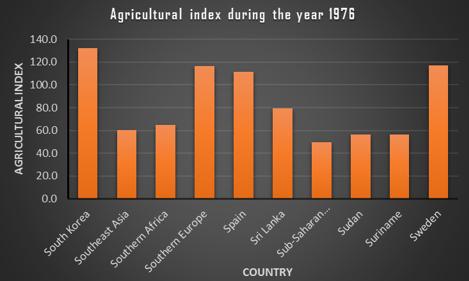 Agricultural index during the year 1976
AGRICULTURAL INDEX
140.0
120.0
100.0
80.0
60.0
40.0
20.0
0.0
South Korea
Southeast Asia
Southern Africa
Southern Europe
Spain
Sri Lanka
Sub-Saharan...
Sudan
Suriname
Sweden
COUNTRY